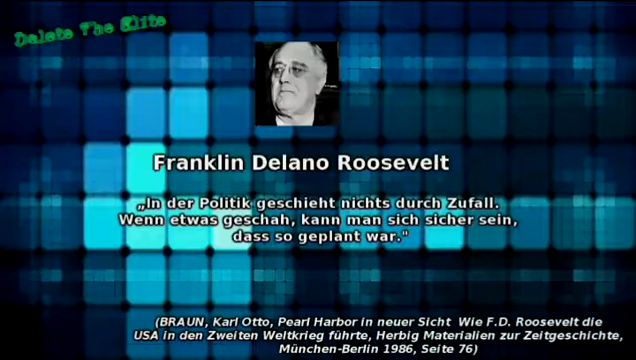 Delete The Elite
Franklin Delano Roosevelt
„In der Politik geschieht nichts durch Zufall.
Wenn etwas geschah, kann man sich sicher sein,
dass so geplant war."
(BRAUN, Karl Otto, Pearl Harbor in neuer Sicht  Wie F.D. Roosevelt die
USA in den Zweiten Weltkrieg führte, Herbig Materialien zur Zeitgeschichte,
München-Berlin 1986, Seite 76)